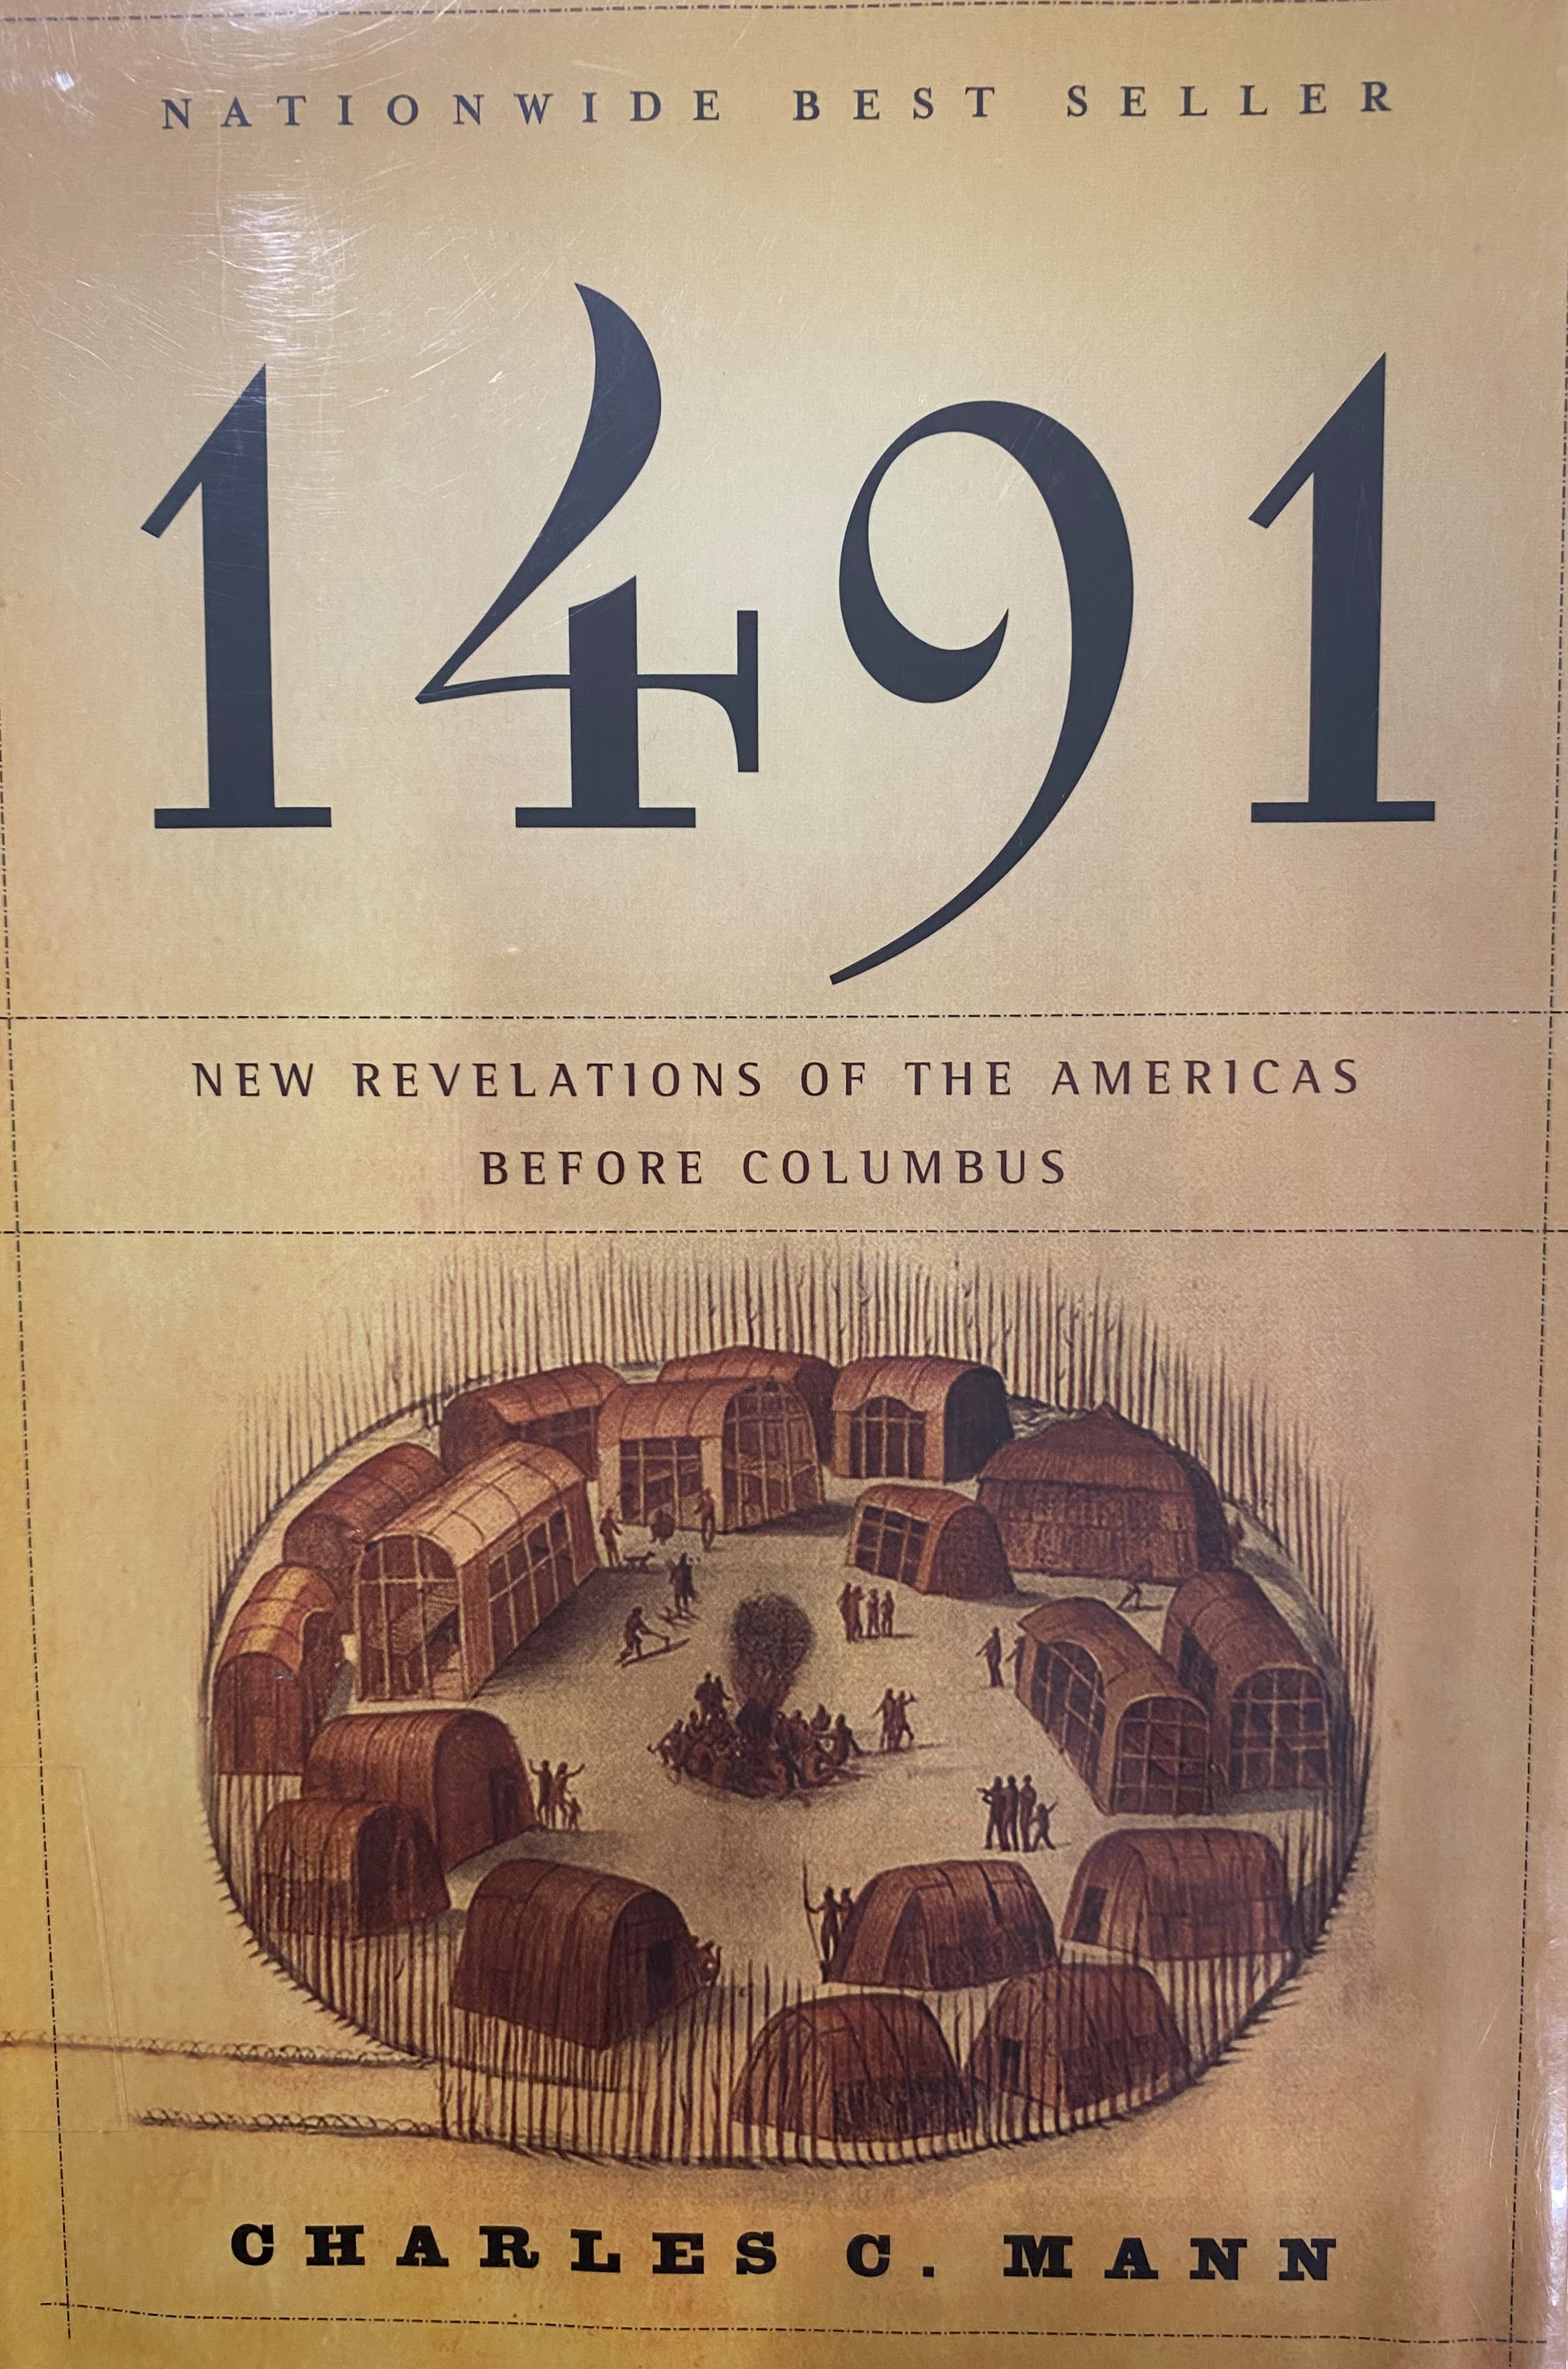 NATIONWIDE BEST SELLER
1491
NEW REVELATIONS OF THE AMERICAS
BEFORE COLUMBUS
CHARLES C. MANN